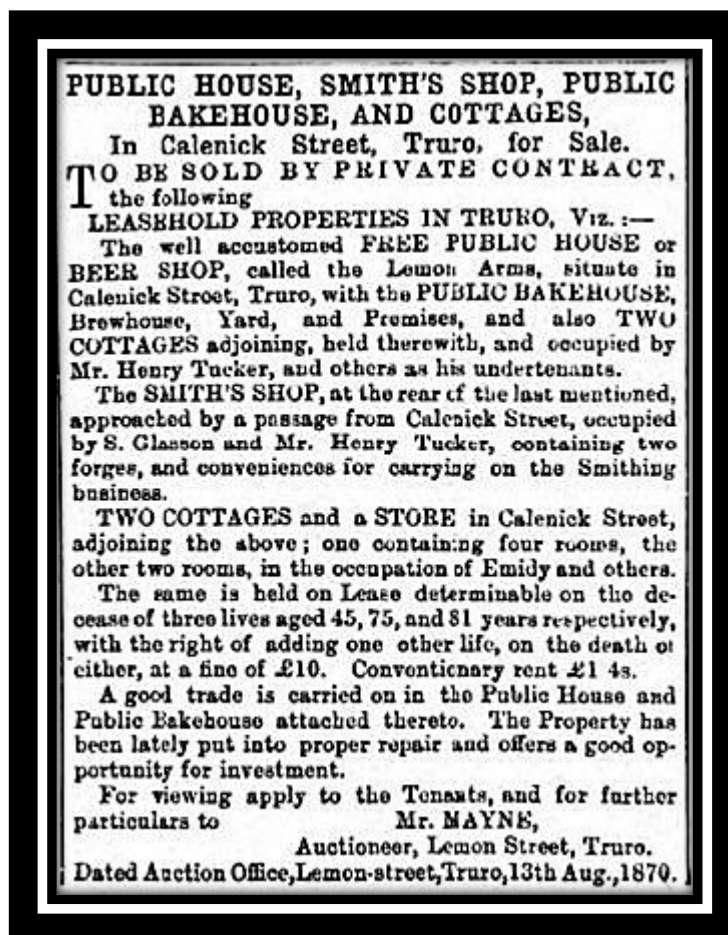 PUBLIC HOUSE, SMITH'S SHOP, PUBLIC
BAKEHOUSE, AND COTTAGES,
In Calenick Street, Truro, for Sale.
TO BE SOLD BY PRIVATE CONTRACT,
the following
LEASEHOLD PROPERTIES IN TRURO, VIZ. :—
The well accustomed FREE PUBLIC HOUSE or
BEER SHOP, called the Lemon Arms, situate in
Calenick Street, Truro, with the PUBLIC BAKEHOUSE,
Brewhouse, Yard, and Premises, and also TWO
COTTAGES adjoining, held therewith, and occupied by
Mr. Henry Tucker, and others as his undertenants.
The SMITH'S SHOP, at the rear of the last mentioned,
approached by a passage from Calenick Street, occupied
by S. Glasson and Mr. Henry Tucker, containing two
forges, and conveniences for carrying on the Smithing
business.
TWO COTTAGES and a STORE in Calenick Street,
adjoining the above; one containing four rooms, the
other two rooms, in the occupation of Emidy and others.
The same is held on Lease determinable on the de-
cease of three lives aged 45, 75, and 81 years respectively,
with the right of adding one other life, on the death of
either, at a fine of £10. Conventionary rent £1 4s.
A good trade is carried on in the Public House and
Public Bakehouse attached thereto. The Property has
been lately put into proper repair and offers a good op-
portunity for investment.
For viewing apply to the Tenants, and for further
particulars to Mr. MAYNE,
Auctioneer, Lemon Street, Truro.
Dated Auction Office, Lemon-street, Truro, 13th Aug., 1870.